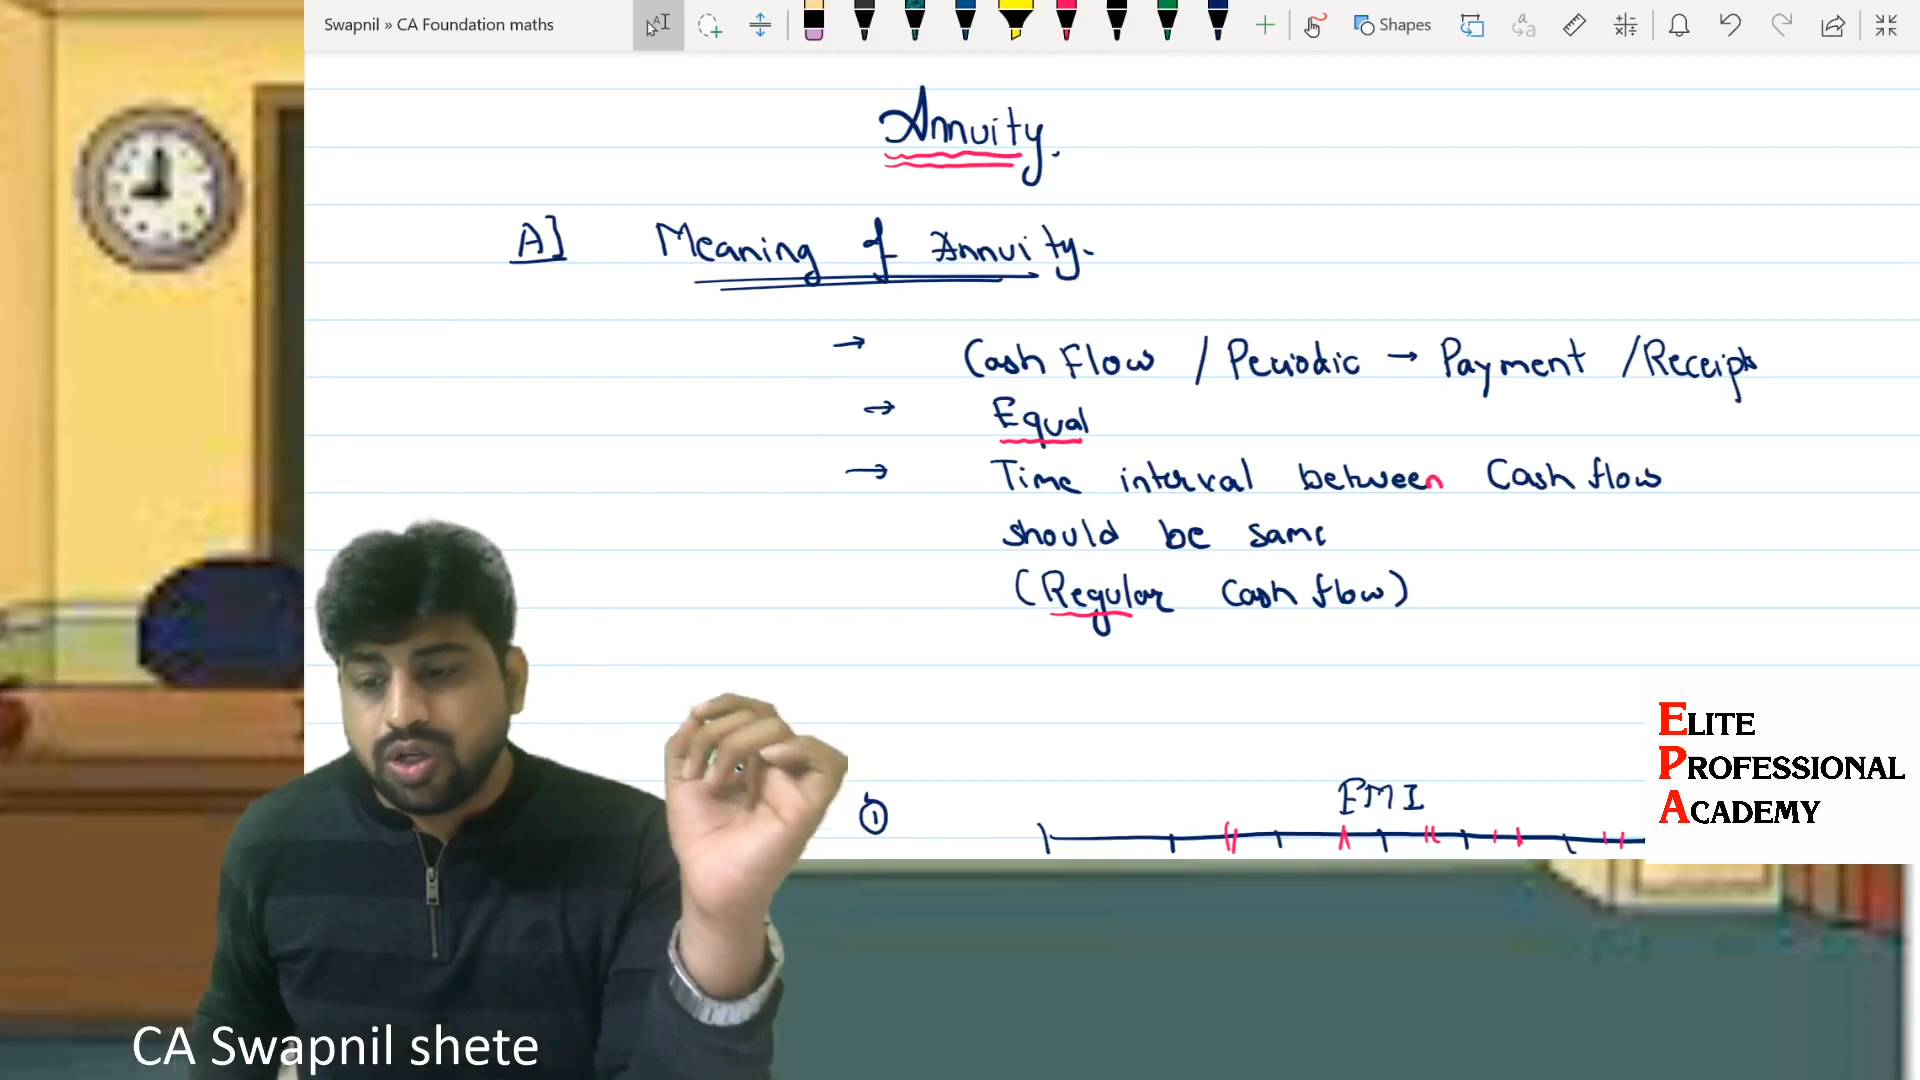 Swapnil » CA Foundation maths
Shapes
Annuity.
A] Meaning of Annuity.
→ Cash Flow / Periodic → Payment / Receipts
→ Equal
→ Time interval between Cash flow
should be same
(Regular Cash flow)
① EMI
ELITE
PROFESSIONAL
ACADEMY
CA Swapnil shete